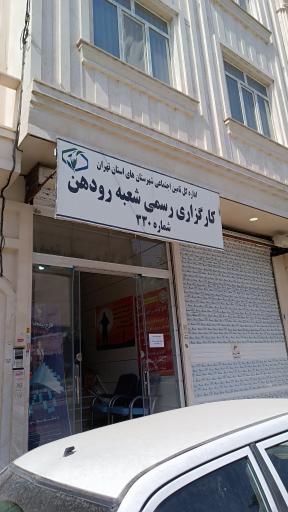 اداره کل تامین اجتماعی شهرستان های استان تهران
کارگزاری رسمی شعبه رودهن
شماره ۳۳۰